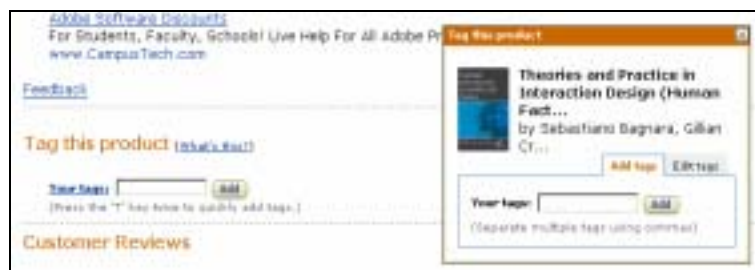 Adobe Software Discounts
For Students, Faculty, Schools! Live Help For All Adobe Pr
www.CampusTech.com
Feedback
Tag this product (What's this?)
Your tags: Add
(Press the 'T' key twice to quickly add tags.)
Customer Reviews
Tag this product
Theories and Practice in
Interaction Design (Human
Fact...
by Sebastiano Bagnara, Gillian
Cr...
Add tags Edit tags
Your tags: Add
(Separate multiple tags using commas)